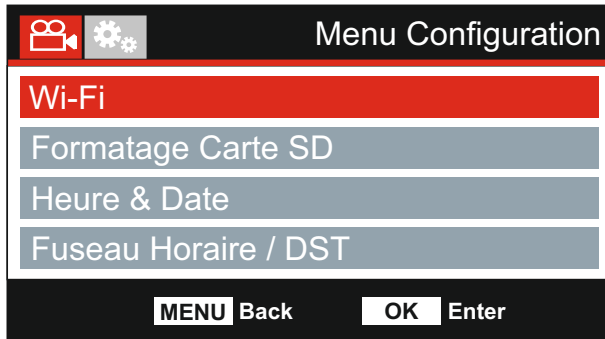 Menu Configuration
Wi-Fi
Formatage Carte SD
Heure & Date
Fuseau Horaire / DST
MENU Back OK Enter